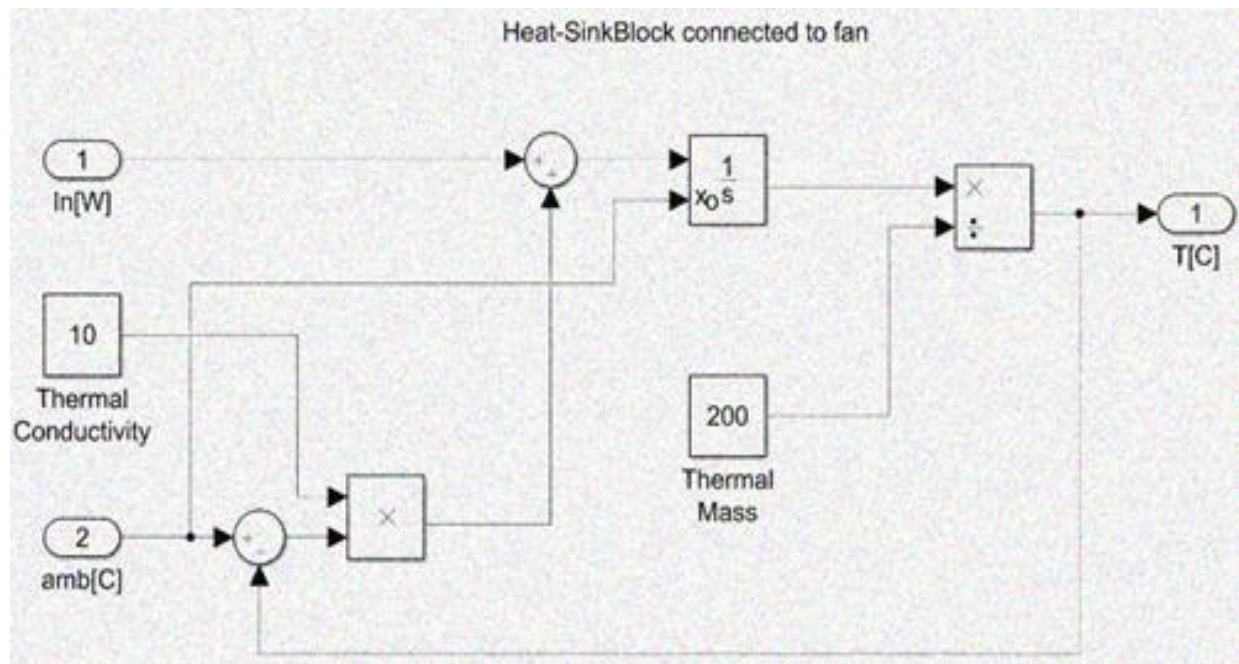 Heat-SinkBlock connected to fan
1
In[W]
+
+
1
x₀ s
×
÷
1
T[C]
10
Thermal
Conductivity
200
Thermal
Mass
2
amb[C]
+
-
×